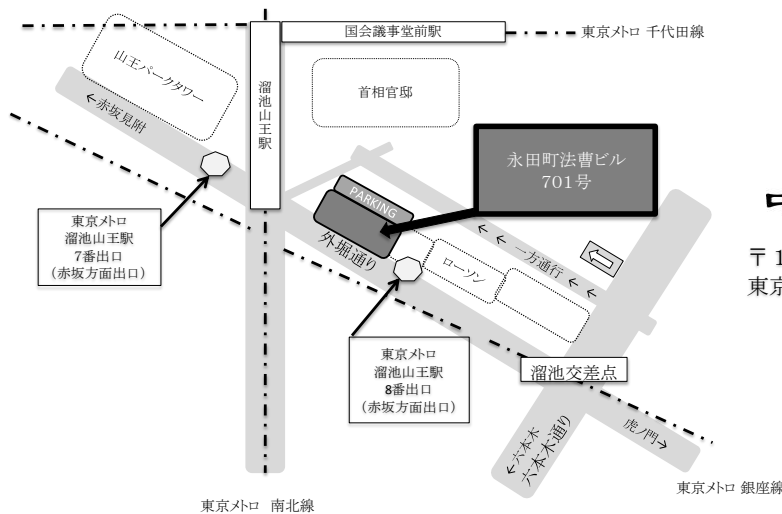 国会議事堂前駅
東京メトロ 千代田線
山王パークタワー
溜池山王駅
首相官邸
←赤坂見附
永田町法曹ビル
701号
PARKING
東京メトロ
溜池山王駅
7番出口
(赤坂方面出口)
外堀通り
ローソン
← ← 一方通行 ← ←
〒1
東京
東京メトロ
溜池山王駅
8番出口
(赤坂方面出口)
溜池交差点
←六本木
六本木通り
虎ノ門
東京メトロ 銀座線
東京メトロ 南北線